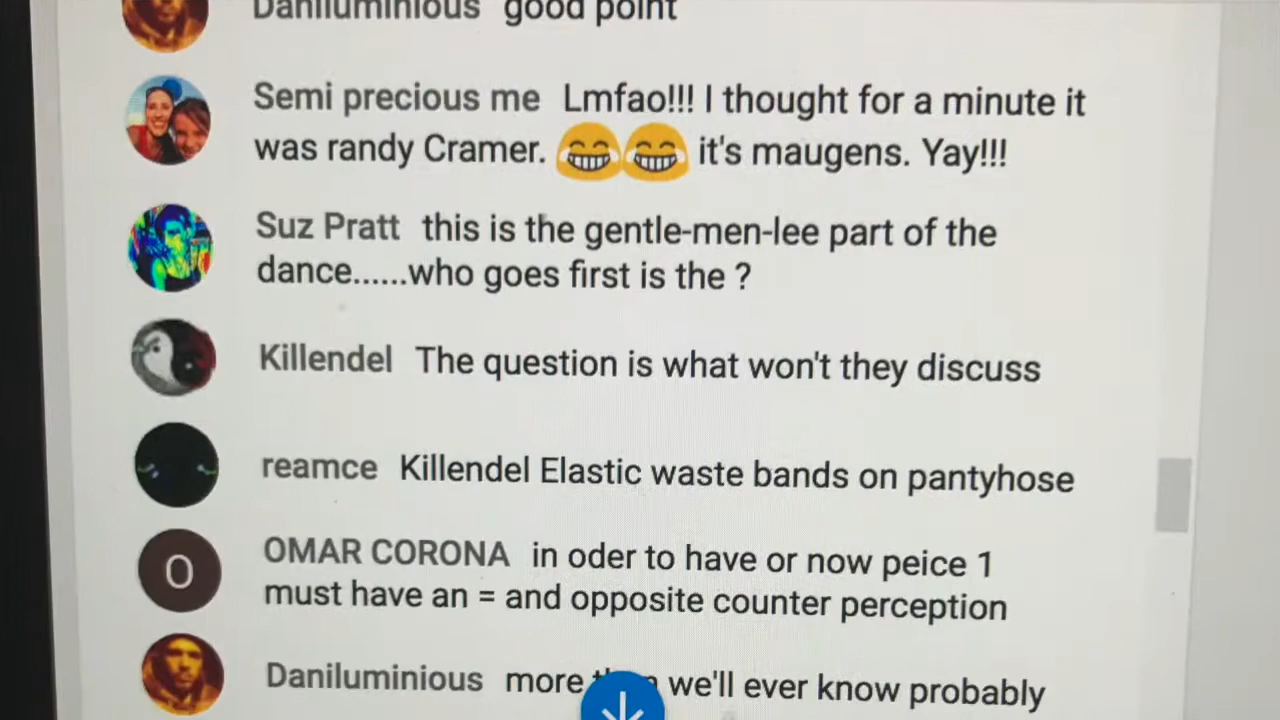 Daniluminious good point
Semi precious me Lmfao!!! I thought for a minute it
was randy Cramer. 😂😂 it's maugens. Yay!!!
Suz Pratt this is the gentle-men-lee part of the
dance......who goes first is the ?
Killendel The question is what won't they discuss
reamce Killendel Elastic waste bands on pantyhose
O
OMAR CORONA in oder to have or now peice 1
must have an = and opposite counter perception
Daniluminious more we'll ever know probably